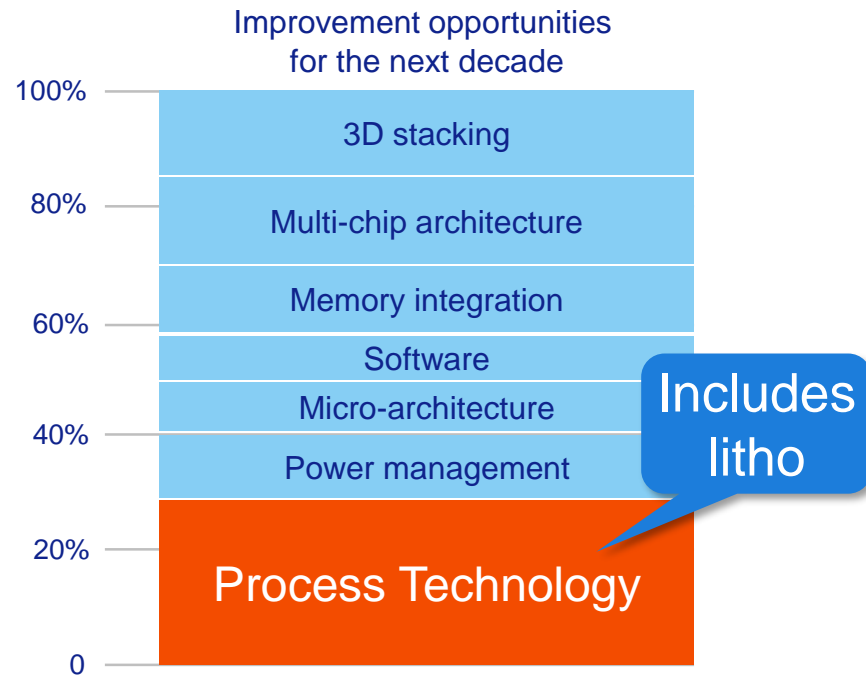 Improvement opportunities
for the next decade
100%
3D stacking
80%
Multi-chip architecture
Memory integration
60%
Software
Includes
litho
Micro-architecture
40%
Power management
20%
Process Technology
0